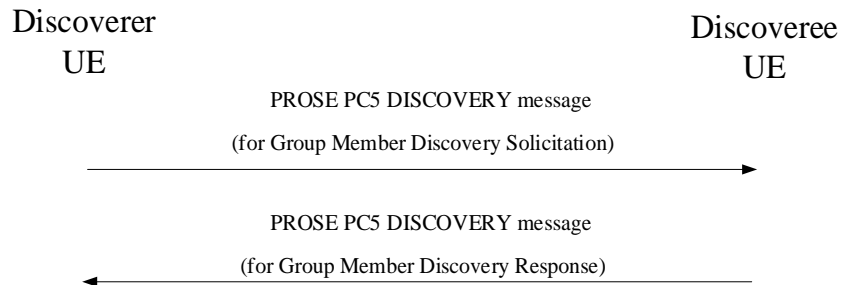 Discoverer
UE
Discoveree
UE
PROSE PC5 DISCOVERY message
(for Group Member Discovery Solicitation)
PROSE PC5 DISCOVERY message
(for Group Member Discovery Response)